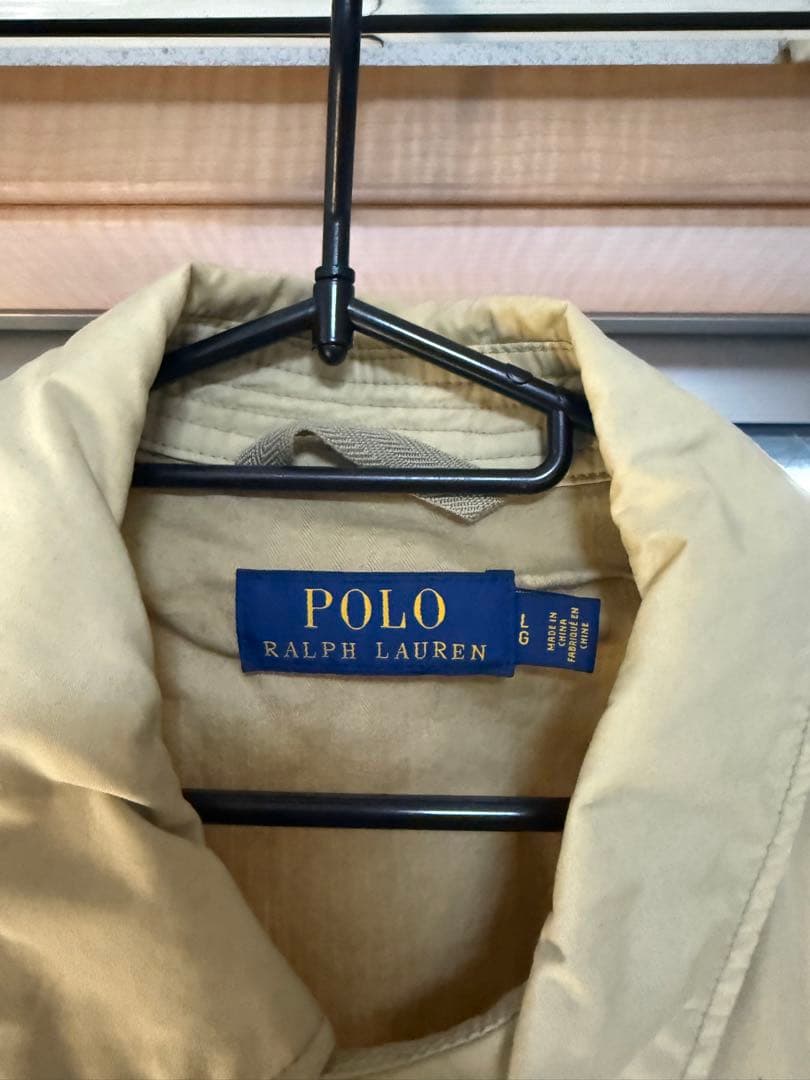 POLO
RALPH LAUREN
L
G
MADE IN
CHINA
FABRIQUÉ EN
CHINE